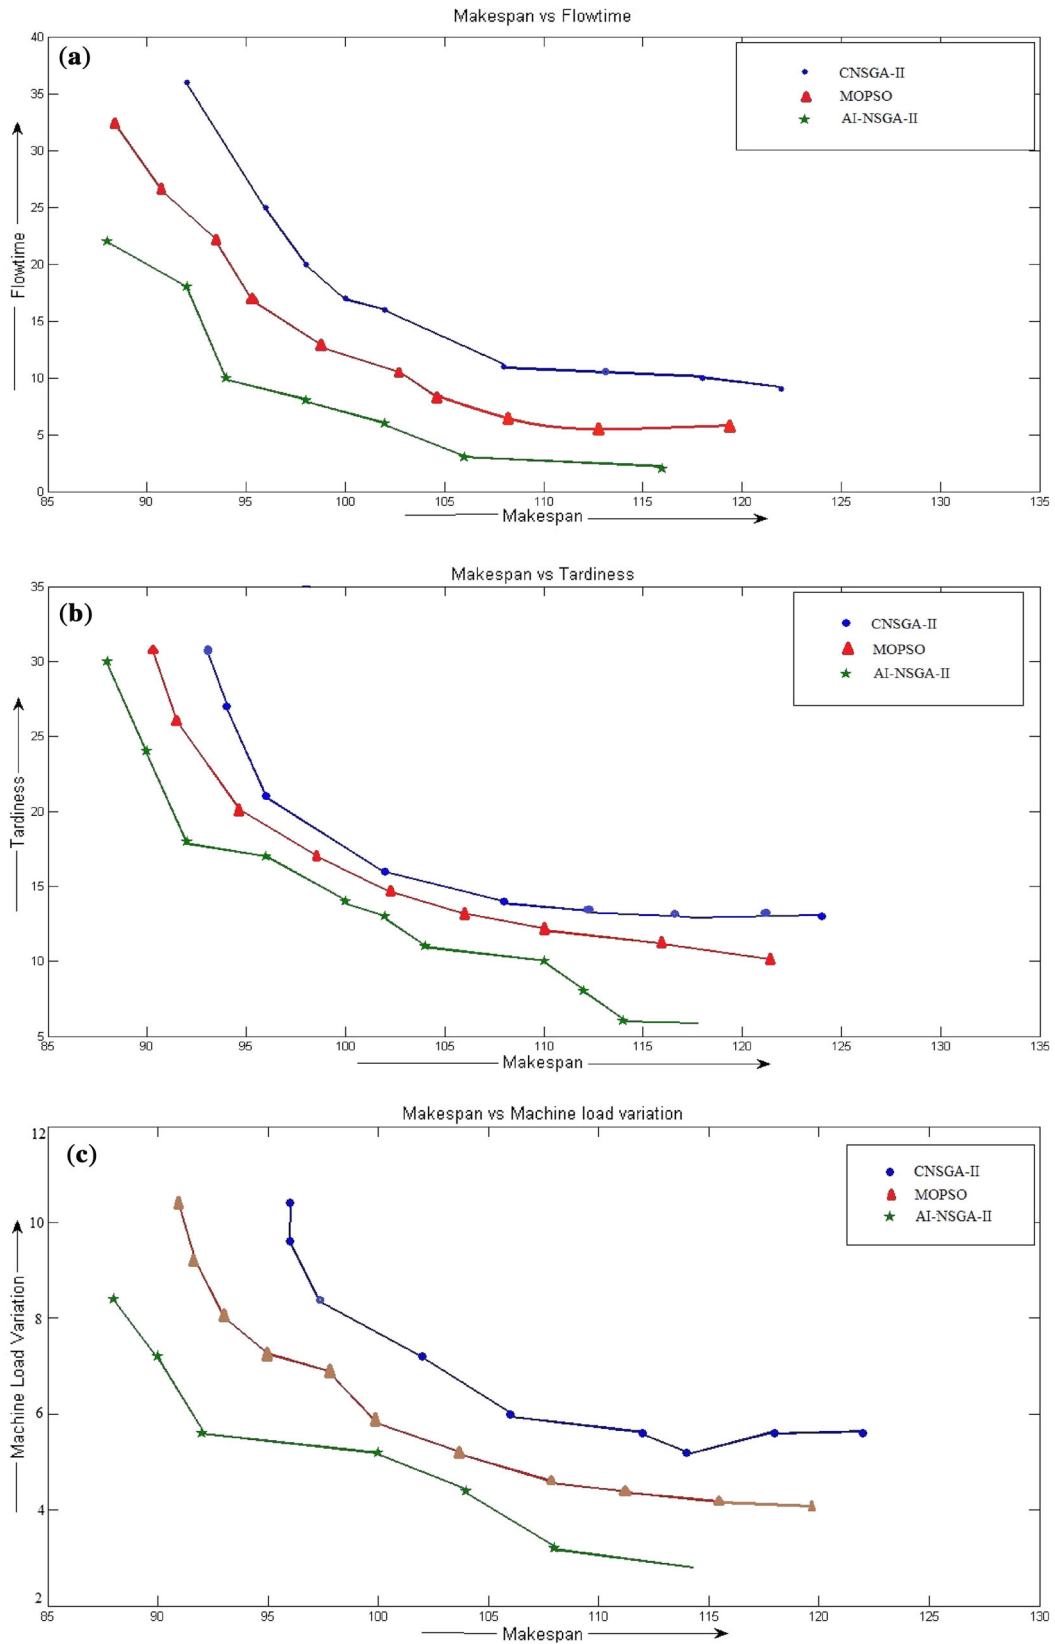 Makespan vs Flowtime
(a)
40
35
30
25
20
15
10
5
0
Flowtime
CNSGA-II
MOPSO
AI-NSGA-II
85 90 95 100 105 110 115 120 125 130 135
Makespan
Makespan vs Tardiness
(b)
35
30
25
20
15
10
5
Tardiness
CNSGA-II
MOPSO
AI-NSGA-II
85 90 95 100 105 110 115 120 125 130 135
Makespan
Makespan vs Machine load variation
(c)
12
10
8
6
4
2
Machine Load Variation
CNSGA-II
MOPSO
AI-NSGA-II
85 90 95 100 105 110 115 120 125 130
Makespan